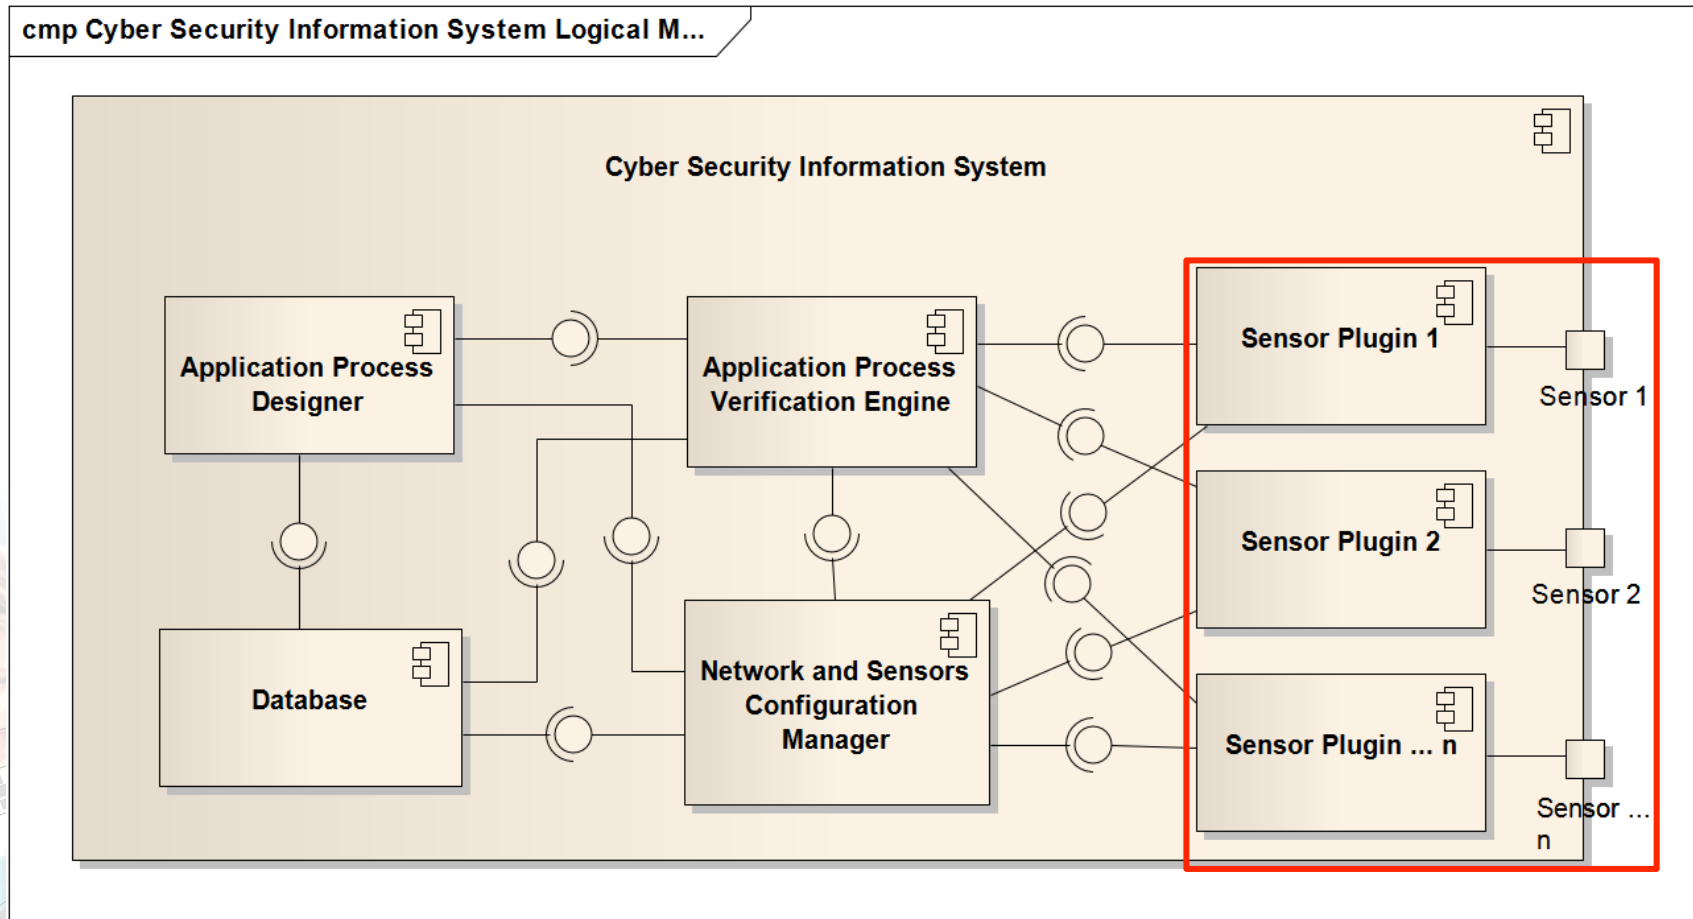 cmp Cyber Security Information System Logical M...
Cyber Security Information System
Application Process
Designer
Application Process
Verification Engine
Sensor Plugin 1
Sensor 1
Sensor Plugin 2
Sensor 2
Database
Network and Sensors
Configuration
Manager
Sensor Plugin ... n
Sensor ...
n